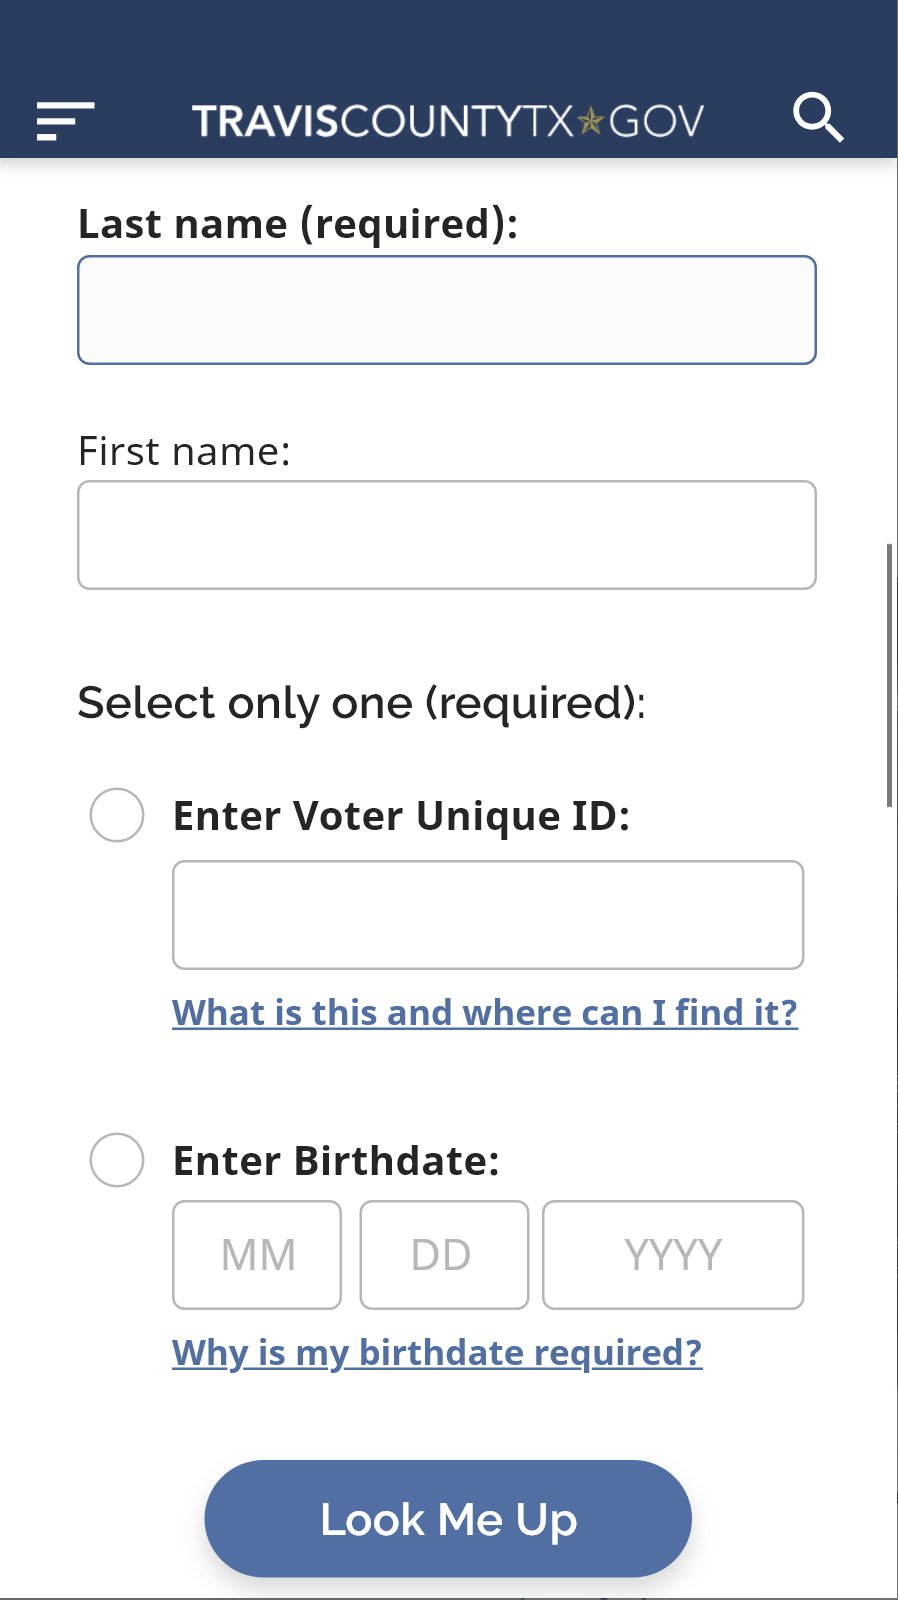 TRAVISCOUNTYTX★GOV
Last name (required):
First name:
Select only one (required):
Enter Voter Unique ID:
What is this and where can I find it?
Enter Birthdate:
MM DD YYYY
Why is my birthdate required?
Look Me Up